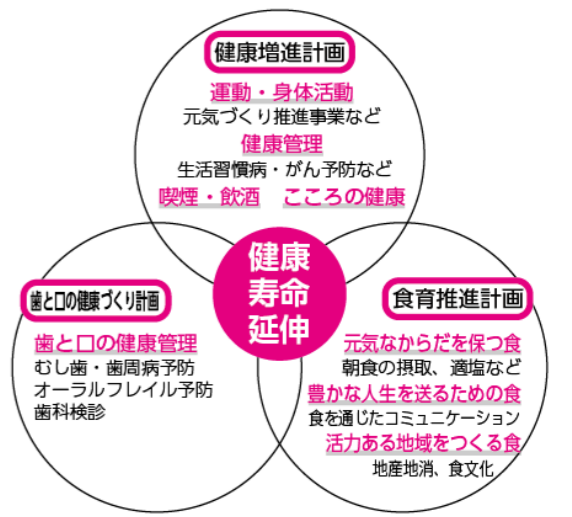 健康増進計画
運動・身体活動
元気づくり推進事業など
健康管理
生活習慣病・がん予防など
喫煙・飲酒　こころの健康
健康
寿命
延伸
歯と口の健康づくり計画
歯と口の健康管理
むし歯・歯周病予防
オーラルフレイル予防
歯科検診
食育推進計画
元気なからだを保つ食
朝食の摂取、適塩など
豊かな人生を送るための食
食を通じたコミュニケーション
活力ある地域をつくる食
地産地消、食文化